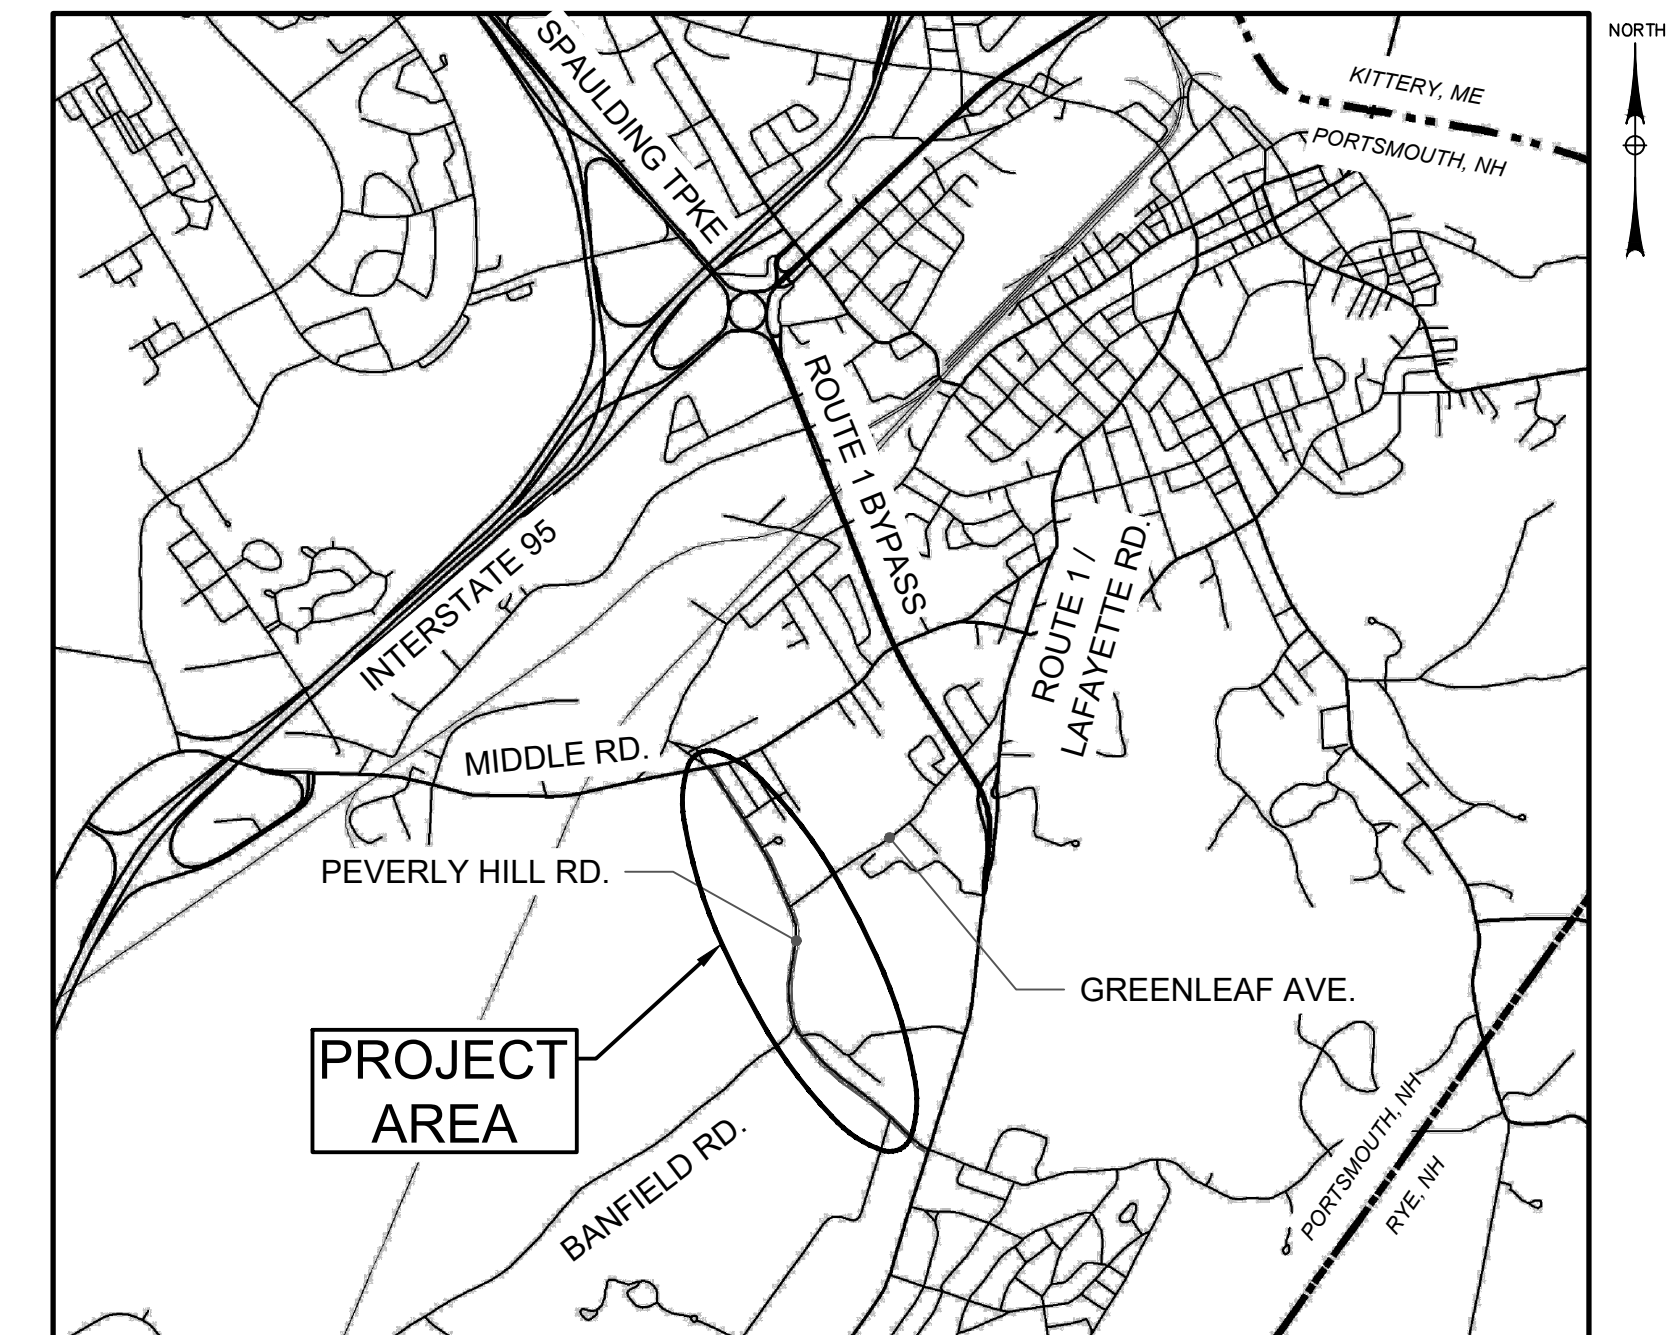 NORTH
SPAULDING TPKE
KITTERY, ME
PORTSMOUTH, NH
ROUTE 1 BYPASS
INTERSTATE 95
ROUTE 1 /
LAFAYETTE RD.
MIDDLE RD.
PEVERLY HILL RD.
GREENLEAF AVE.
PROJECT
AREA
BANFIELD RD.
PORTSMOUTH, NH
RYE, NH